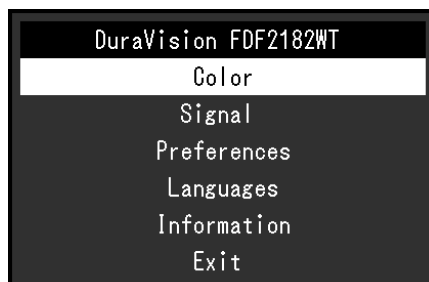 DuraVision FDF2182WT
Color
Signal
Preferences
Languages
Information
Exit